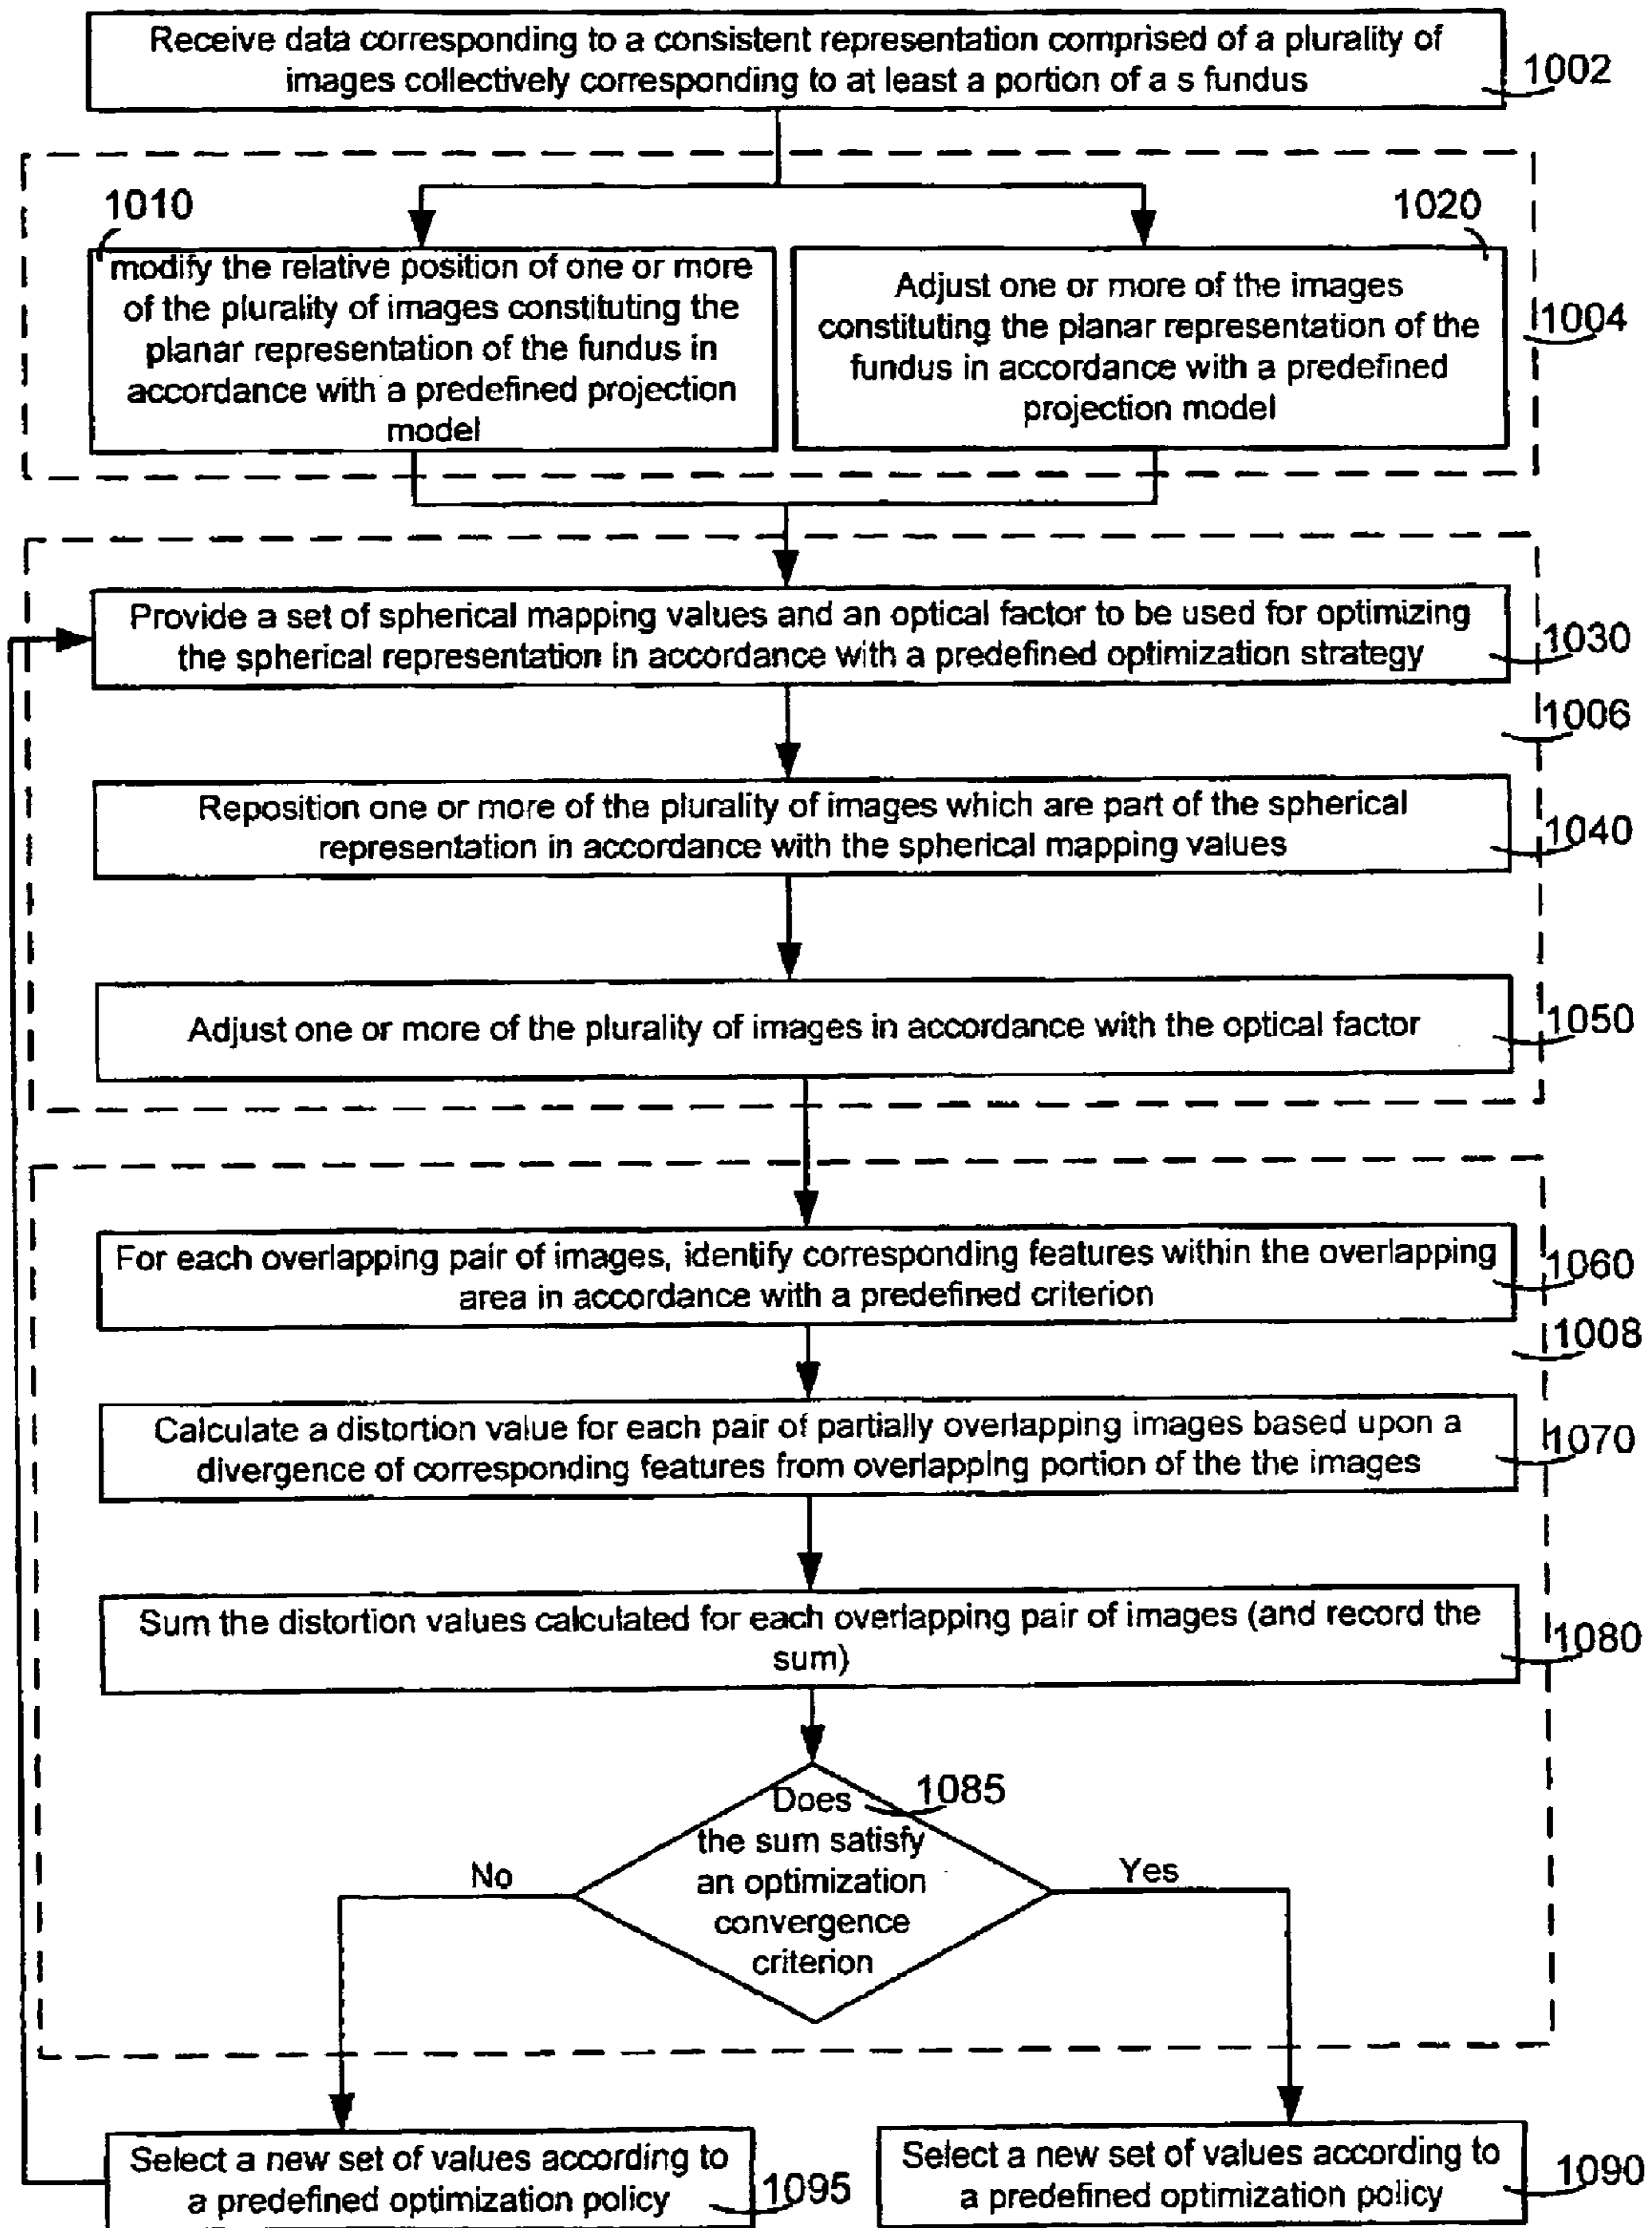 Receive data corresponding to a consistent representation comprised of a plurality of
images collectively corresponding to at least a portion of a s fundus
1002
1010
1020
modify the relative position of one or more
of the plurality of images constituting the
planar representation of the fundus in
accordance with a predefined projection
model
Adjust one or more of the images
constituting the planar representation of the
fundus in accordance with a predefined
projection model
1004
Provide a set of spherical mapping values and an optical factor to be used for optimizing
the spherical representation in accordance with a predefined optimization strategy
1030
1006
Reposition one or more of the plurality of images which are part of the spherical
representation in accordance with the spherical mapping values
1040
Adjust one or more of the plurality of images in accordance with the optical factor
1050
For each overlapping pair of images, identify corresponding features within the overlapping
area in accordance with a predefined criterion
1060
1008
Calculate a distortion value for each pair of partially overlapping images based upon a
divergence of corresponding features from overlapping portion of the the images
1070
Sum the distortion values calculated for each overlapping pair of images (and record the
sum)
1080
Does
the sum satisfy
an optimization
convergence
criterion
1085
No
Yes
Select a new set of values according to
a predefined optimization policy
1095
Select a new set of values according to
a predefined optimization policy
1090